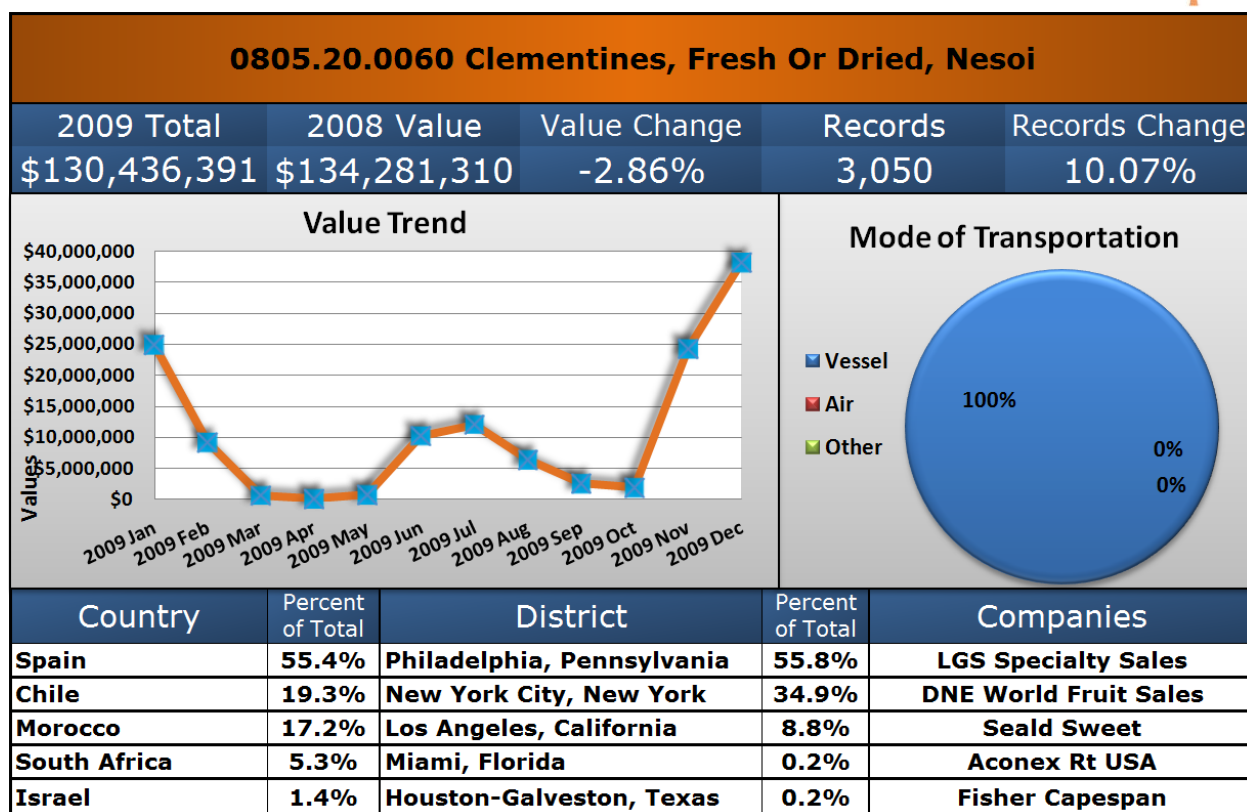 0805.20.0060 Clementines, Fresh Or Dried, Nesoi
2009 Total 2008 Value Value Change Records Records Change
$130,436,391 $134,281,310 -2.86% 3,050 10.07%
Value Trend
$40,000,000
$35,000,000
$30,000,000
$25,000,000
$20,000,000
$15,000,000
$10,000,000
$5,000,000
$0
Values
2009 Jan 2009 Feb 2009 Mar 2009 Apr 2009 May 2009 Jun 2009 Jul 2009 Aug 2009 Sep 2009 Oct 2009 Nov 2009 Dec
Mode of Transportation
Vessel
Air
Other
100%
0%
0%
Country Percent of Total District Percent of Total Companies
Spain 55.4% Philadelphia, Pennsylvania 55.8% LGS Specialty Sales
Chile 19.3% New York City, New York 34.9% DNE World Fruit Sales
Morocco 17.2% Los Angeles, California 8.8% Seald Sweet
South Africa 5.3% Miami, Florida 0.2% Aconex Rt USA
Israel 1.4% Houston-Galveston, Texas 0.2% Fisher Capespan